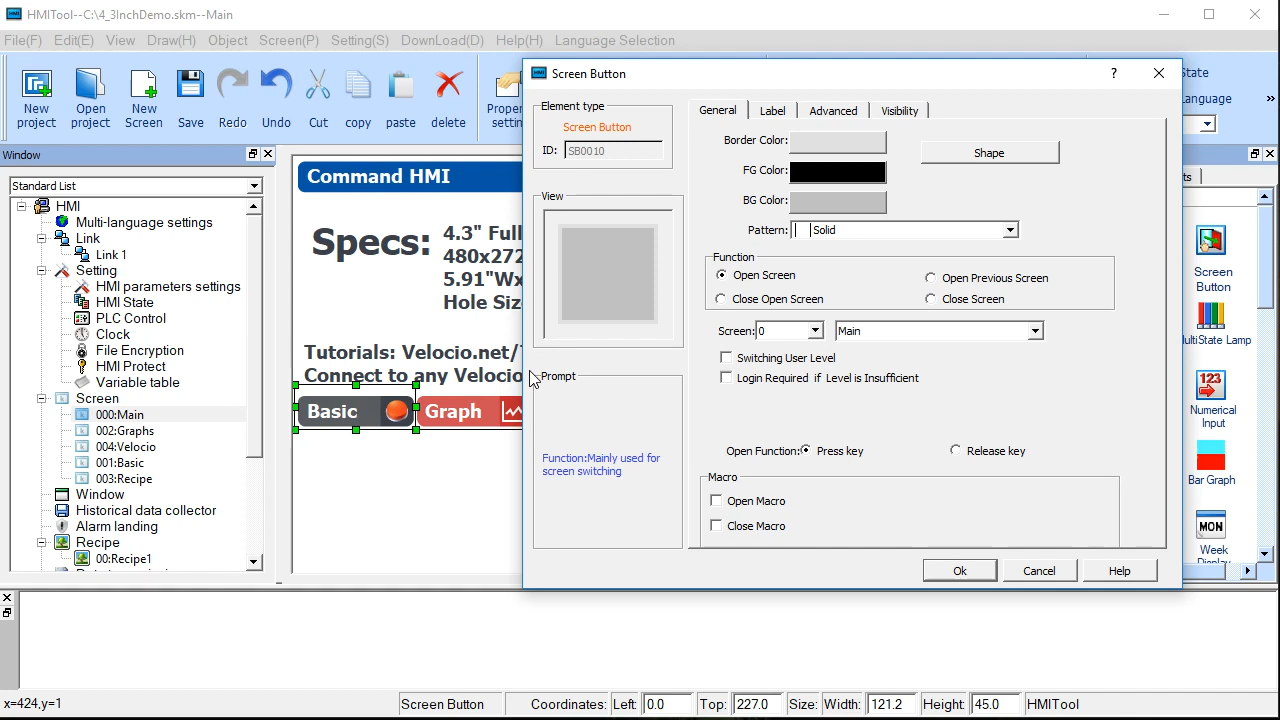 HMITool--C:\4_3InchDemo.skm--Main
File(F) Edit(E) View Draw(H) Object Screen(P) Setting(S) DownLoad(D) Help(H) Language Selection
New project
Open project
New Screen
Save
Redo
Undo
Cut
copy
paste
delete
State
Window
Standard List
HMI
Multi-language settings
Link
Link 1
Setting
HMI parameters settings
HMI State
PLC Control
Clock
File Encryption
HMI Protect
Variable table
Screen
000:Main
002:Graphs
004:Velocio
001:Basic
003:Recipe
Window
Historical data collector
Alarm landing
Recipe
00:Recipe1
Command HMI
Specs:
4.3" Full
480x272
5.91"Wx
Hole Siz
Tutorials: Velocio.net/
Connect to any Velocio
Basic
Graph
Screen Button
?
Element type
Screen Button
ID: SB0010
View
Prompt
Function:Mainly used for
screen switching
General Label Advanced Visibility
Border Color:
Shape
FG Color:
BG Color:
Pattern: Solid
Function
Open Screen
Open Previous Screen
Close Open Screen
Close Screen
Screen: 0 Main
Switching User Level
Login Required if Level is Insufficient
Open Function: Press key
Release key
Macro
Open Macro
Close Macro
Ok Cancel Help
Screen
Button
Numerical
Input
Bar Graph
MON
Week
x=424,y=1
Screen Button
Coordinates: Left: 0.0 Top: 227.0 Size: Width: 121.2 Height: 45.0 HMITool